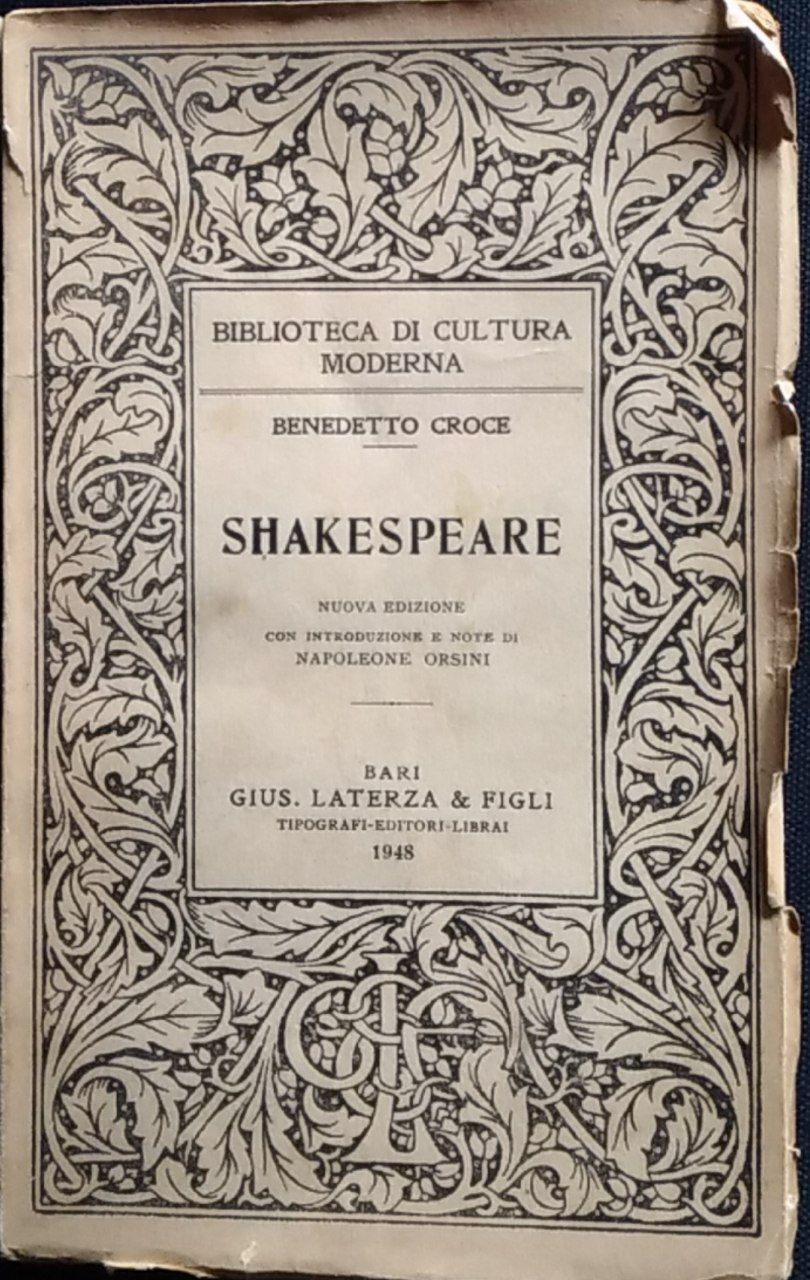 BIBLIOTECA DI CULTURA
MODERNA
BENEDETTO CROCE
SHAKESPEARE
NUOVA EDIZIONE
CON INTRODUZIONE E NOTE DI
NAPOLEONE ORSINI
BARI
GIUS. LATERZA & FIGLI
TIPOGRAFI-EDITORI-LIBRAI
1948